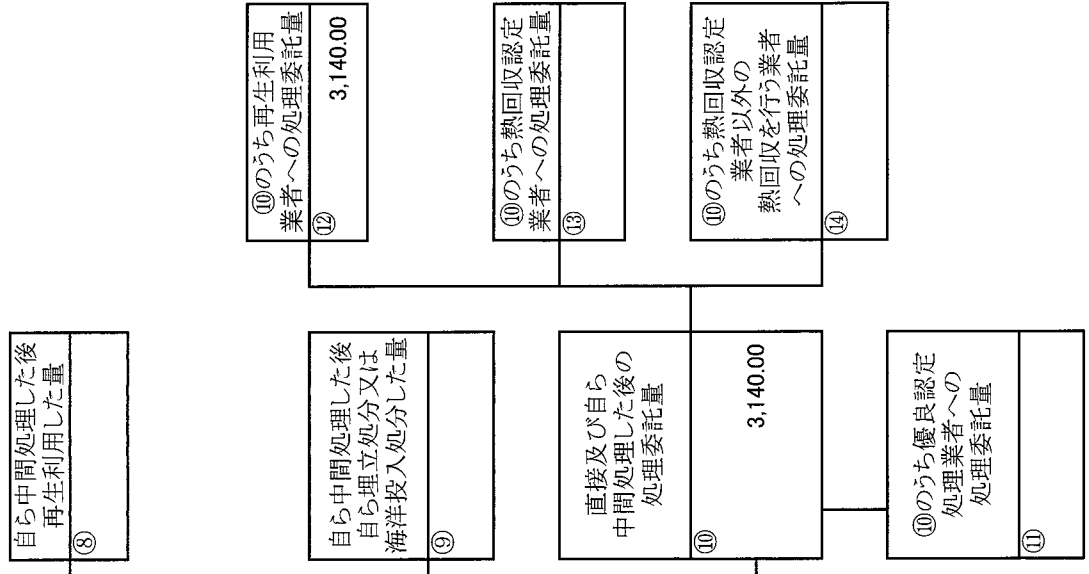 自ら中間処理した後
再生利用した量
⑧
自ら中間処理した後
自ら埋立処分又は
海洋投入処分した量
⑨
直接及び自ら
中間処理した後の
処理委託量
⑩
3,140.00
⑩のうち優良認定
処理業者への
処理委託量
⑪
⑩のうち再生利用
業者への処理委託量
⑫
3,140.00
⑩のうち熱回収認定
業者への処理委託量
⑬
⑩のうち熱回収認定
業者以外の
熱回収を行う業者
への処理委託量
⑭